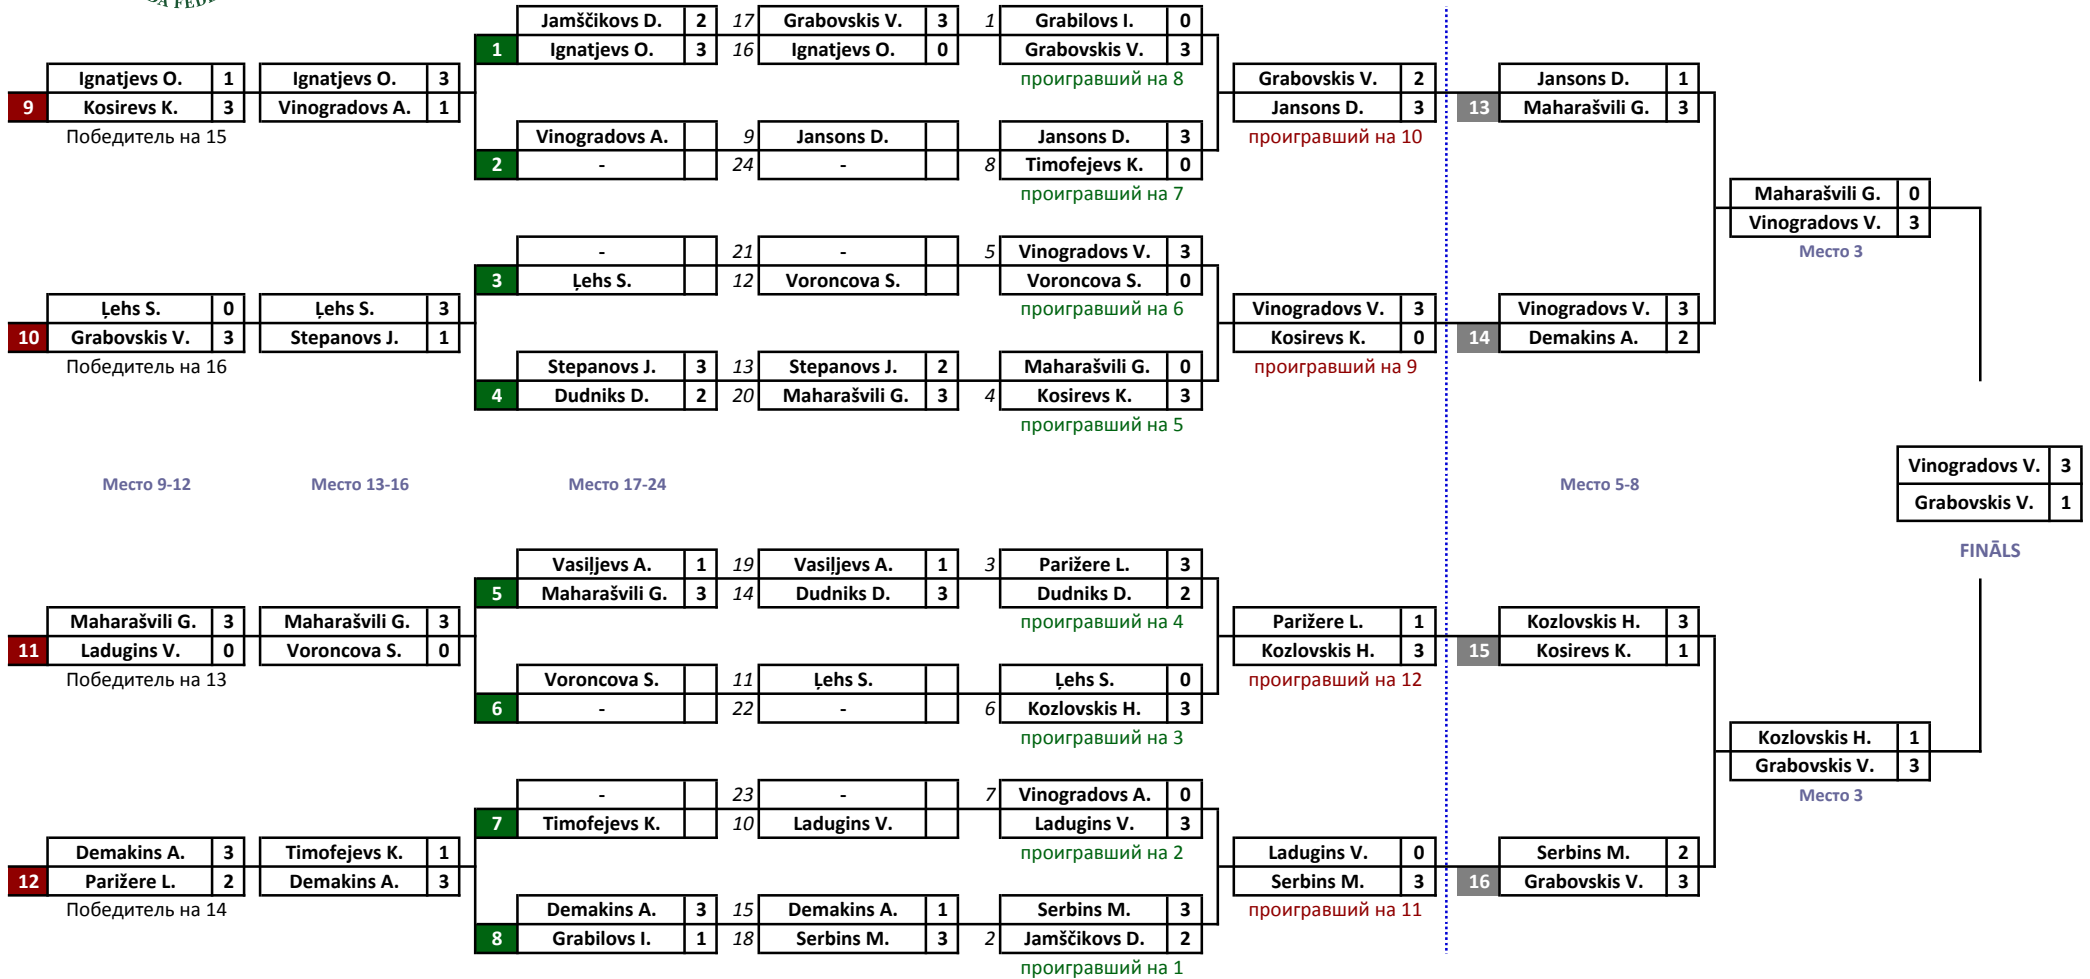 DA FED
Jamščikovs D. 2 17 Grabovskis V. 3 1 Grabilovs I. 0
1 Ignatjevs O. 3 16 Ignatjevs O. 0 Grabovskis V. 3
Ignatjevs O. 1 Ignatjevs O. 3 проигравший на 8 Grabovskis V. 2 Jansons D. 1
9 Kosirevs K. 3 Vinogradovs A. 1 Jansons D. 3 13 Maharašvili G. 3
Победитель на 15 Vinogradovs A. 9 Jansons D. Jansons D. 3 проигравший на 10
2 - 24 - 8 Timofejevs K. 0
проигравший на 7 Maharašvili G. 0
Vinogradovs V. 3
- 21 - 5 Vinogradovs V. 3 Место 3
3 Ļehs S. 12 Voroncova S. Voroncova S. 0
Ļehs S. 0 Ļehs S. 3 проигравший на 6 Vinogradovs V. 3 Vinogradovs V. 3
10 Grabovskis V. 3 Stepanovs J. 1 Kosirevs K. 0 14 Demakins A. 2
Победитель на 16 Stepanovs J. 3 13 Stepanovs J. 2 Maharašvili G. 0 проигравший на 9
4 Dudniks D. 2 20 Maharašvili G. 3 4 Kosirevs K. 3
проигравший на 5
Vinogradovs V. 3
Место 9-12 Место 13-16 Место 17-24 Место 5-8
Grabovskis V. 1
FINĀLS
Vasiļjevs A. 1 19 Vasiļjevs A. 1 3 Parižere L. 3
5 Maharašvili G. 3 14 Dudniks D. 3 Dudniks D. 2
Maharašvili G. 3 Maharašvili G. 3 проигравший на 4 Parižere L. 1 Kozlovskis H. 3
11 Ladugins V. 0 Voroncova S. 0 Kozlovskis H. 3 15 Kosirevs K. 1
Победитель на 13 Voroncova S. 11 Ļehs S. Ļehs S. 0 проигравший на 12
6 - 22 - 6 Kozlovskis H. 3
проигравший на 3 Kozlovskis H. 1
Grabovskis V. 3
- 23 - 7 Vinogradovs A. 0 Место 3
7 Timofejevs K. 10 Ladugins V. Ladugins V. 3
Demakins A. 3 Timofejevs K. 1 проигравший на 2 Ladugins V. 0 Serbins M. 2
12 Parižere L. 2 Demakins A. 3 Serbins M. 3 16 Grabovskis V. 3
Победитель на 14 Demakins A. 3 15 Demakins A. 1 Serbins M. 3 проигравший на 11
8 Grabilovs I. 1 18 Serbins M. 3 2 Jamščikovs D. 2
проигравший на 1